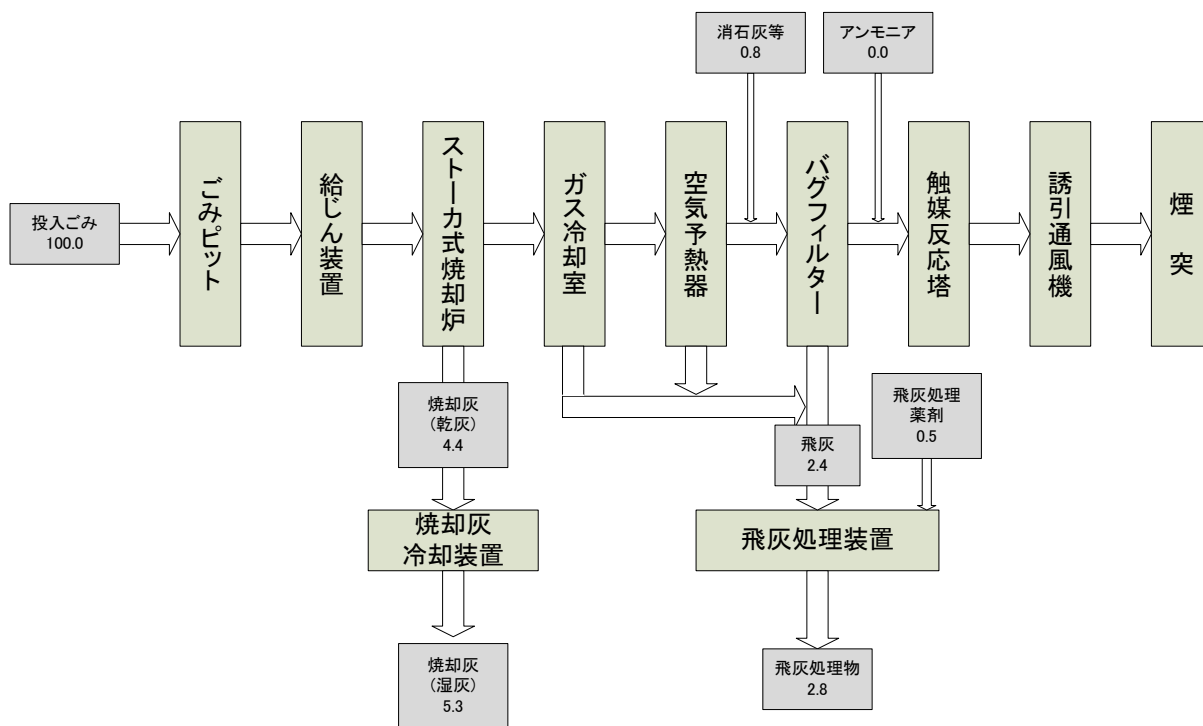 消石灰等
0.8
アンモニア
0.0
投入ごみ
100.0
ごみピット
給じん装置
ストーカ式焼却炉
ガス冷却室
空気予熱器
バグフィルター
触媒反応塔
誘引通風機
煙突
焼却灰
(乾灰)
4.4
飛灰
2.4
飛灰処理
薬剤
0.5
焼却灰
冷却装置
飛灰処理装置
焼却灰
(湿灰)
5.3
飛灰処理物
2.8